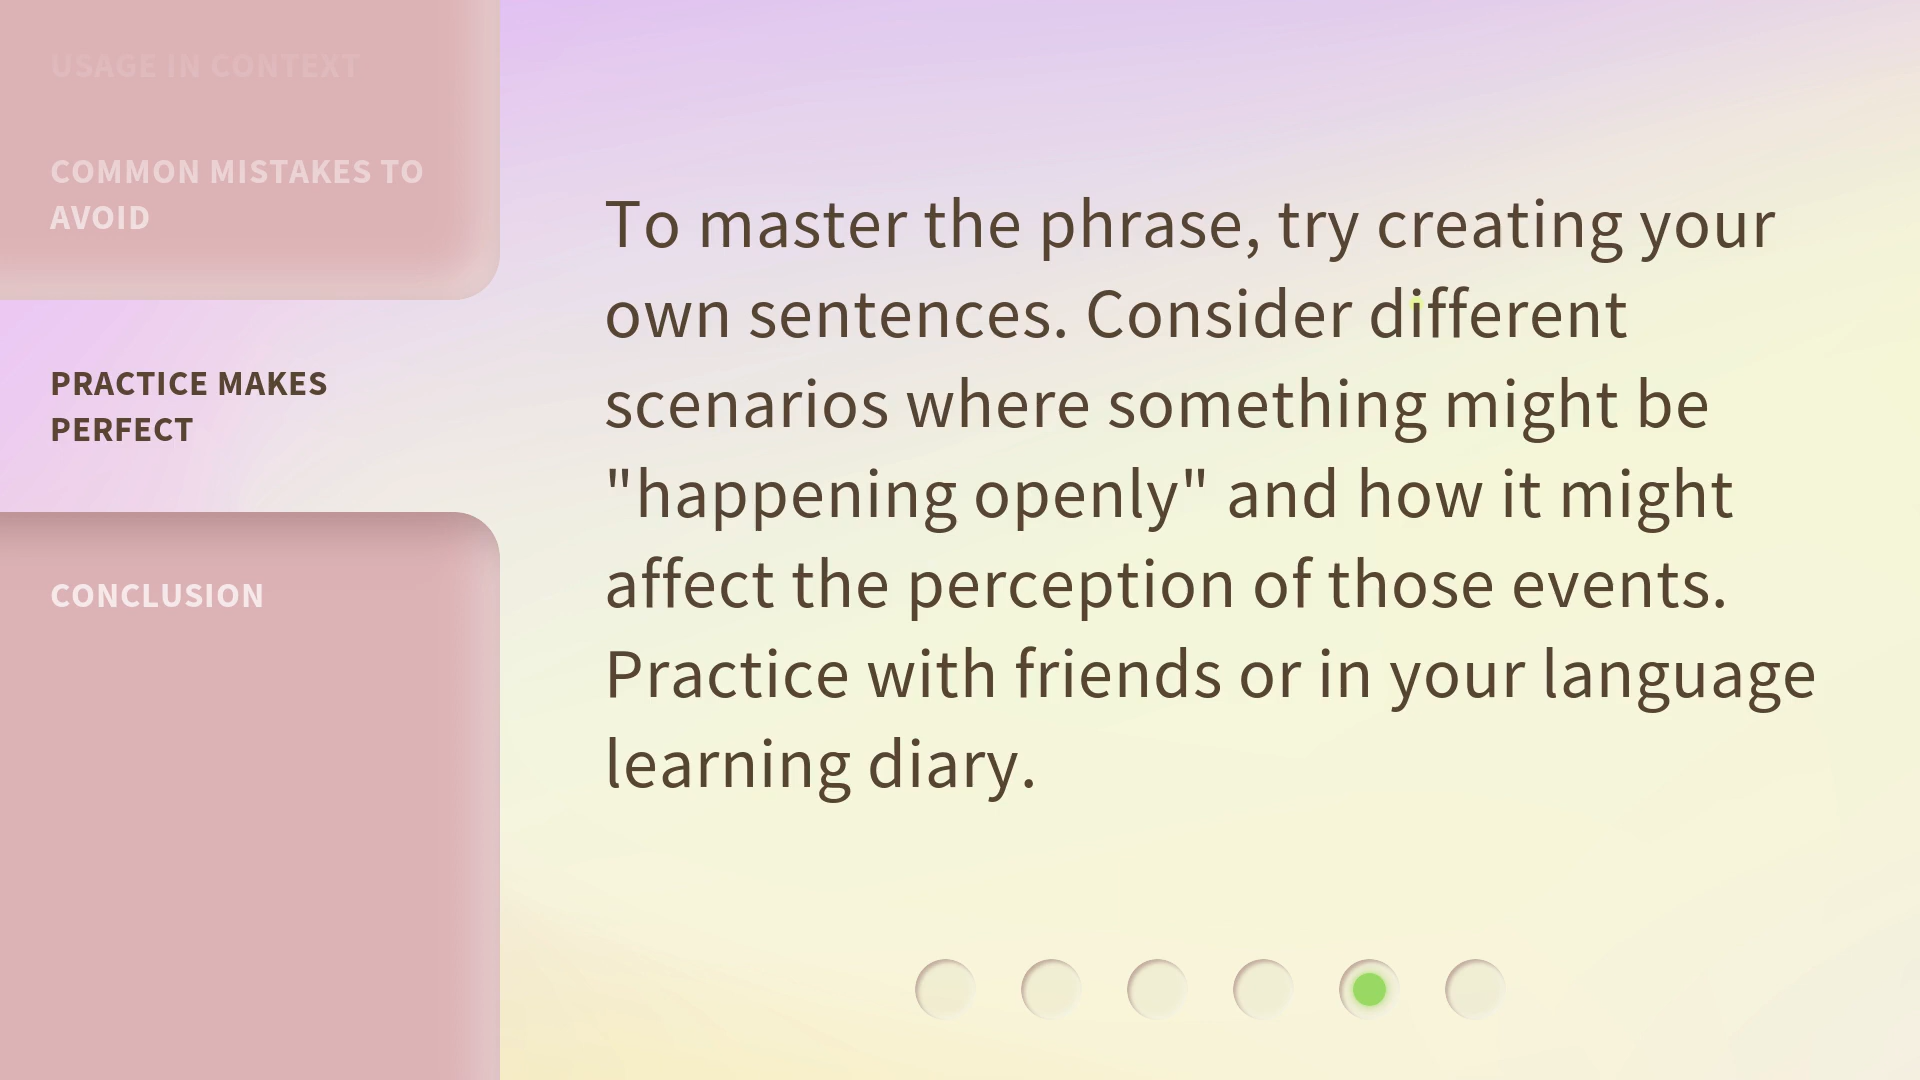 USAGE IN CONTEXT
COMMON MISTAKES TO
AVOID
PRACTICE MAKES
PERFECT
CONCLUSION
To master the phrase, try creating your
own sentences. Consider different
scenarios where something might be
"happening openly" and how it might
affect the perception of those events.
Practice with friends or in your language
learning diary.